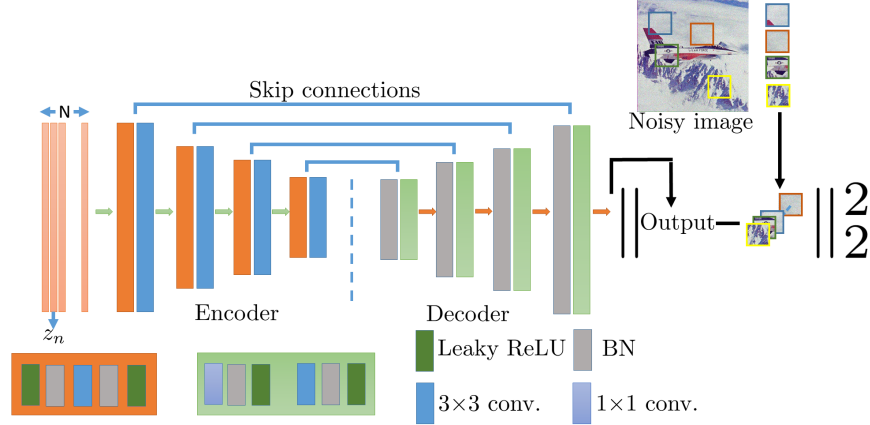 Noisy image
Skip connections
N
z_n
|| Output − || 2 2
Encoder
Decoder
Leaky ReLU
BN
3×3 conv.
1×1 conv.